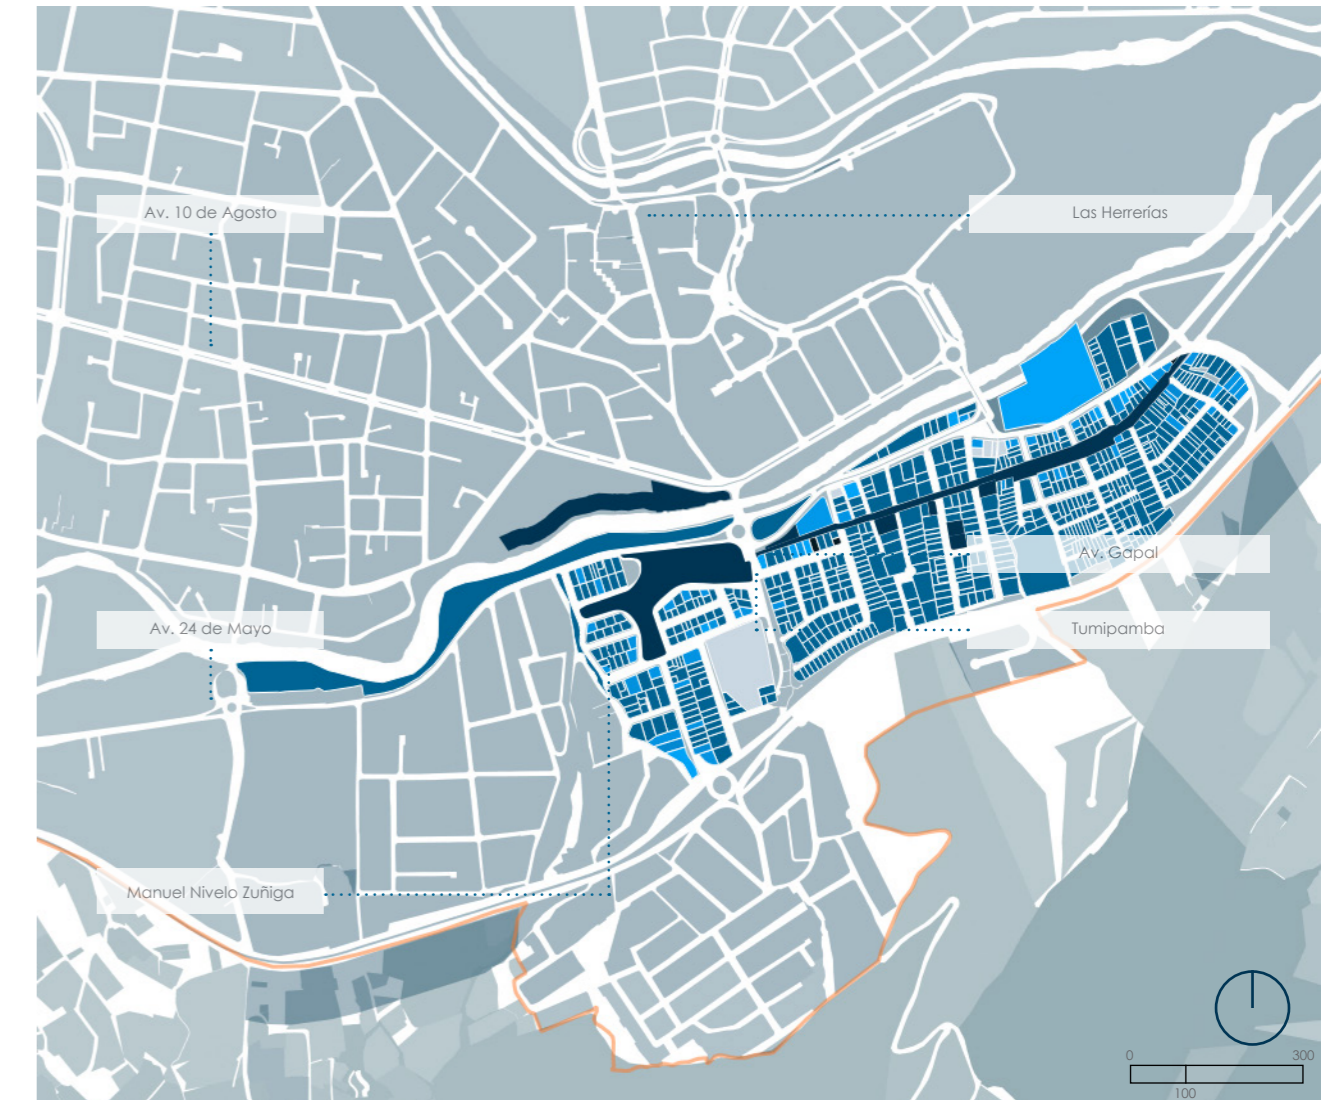 Av. 10 de Agosto
Las Herrerías
Av. Gapal
Av. 24 de Mayo
Tumipamba
Manuel Nivelo Zuñiga
0
300
100